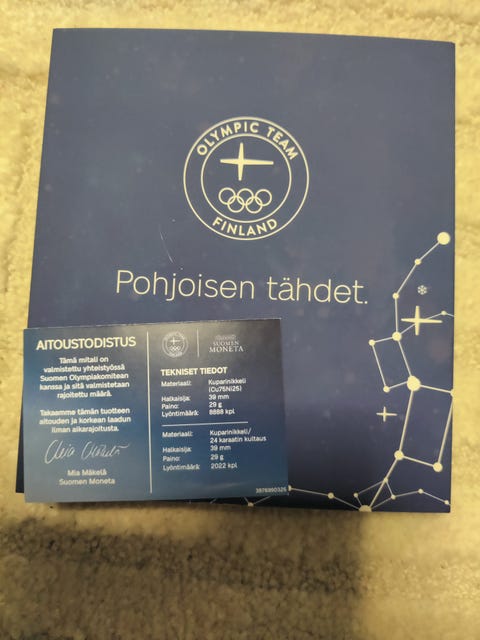 OLYMPIC TEAM
FINLAND
Pohjoisen tähdet.
AITOUSTODISTUS
Tämä mitali on
valmistettu yhteistyössä
Suomen Olympiakomitean
kanssa ja sitä valmistetaan
rajoitettu määrä.
Takaamme tämän tuotteen
aitouden ja korkean laadun
ilman aikarajoitusta.
Mia Mäkelä
Suomen Moneta
SUOMEN
MONETA
TEKNISET TIEDOT
Materiaali: Kuparinikkeli
(Cu75Ni25)
Halkaisija: 39 mm
Paino: 29 g
Lyöntimäärä: 8888 kpl
Materiaali: Kuparinikkeli/
24 karaatin kultaus
Halkaisija: 39 mm
Paino: 29 g
Lyöntimäärä: 2022 kpl